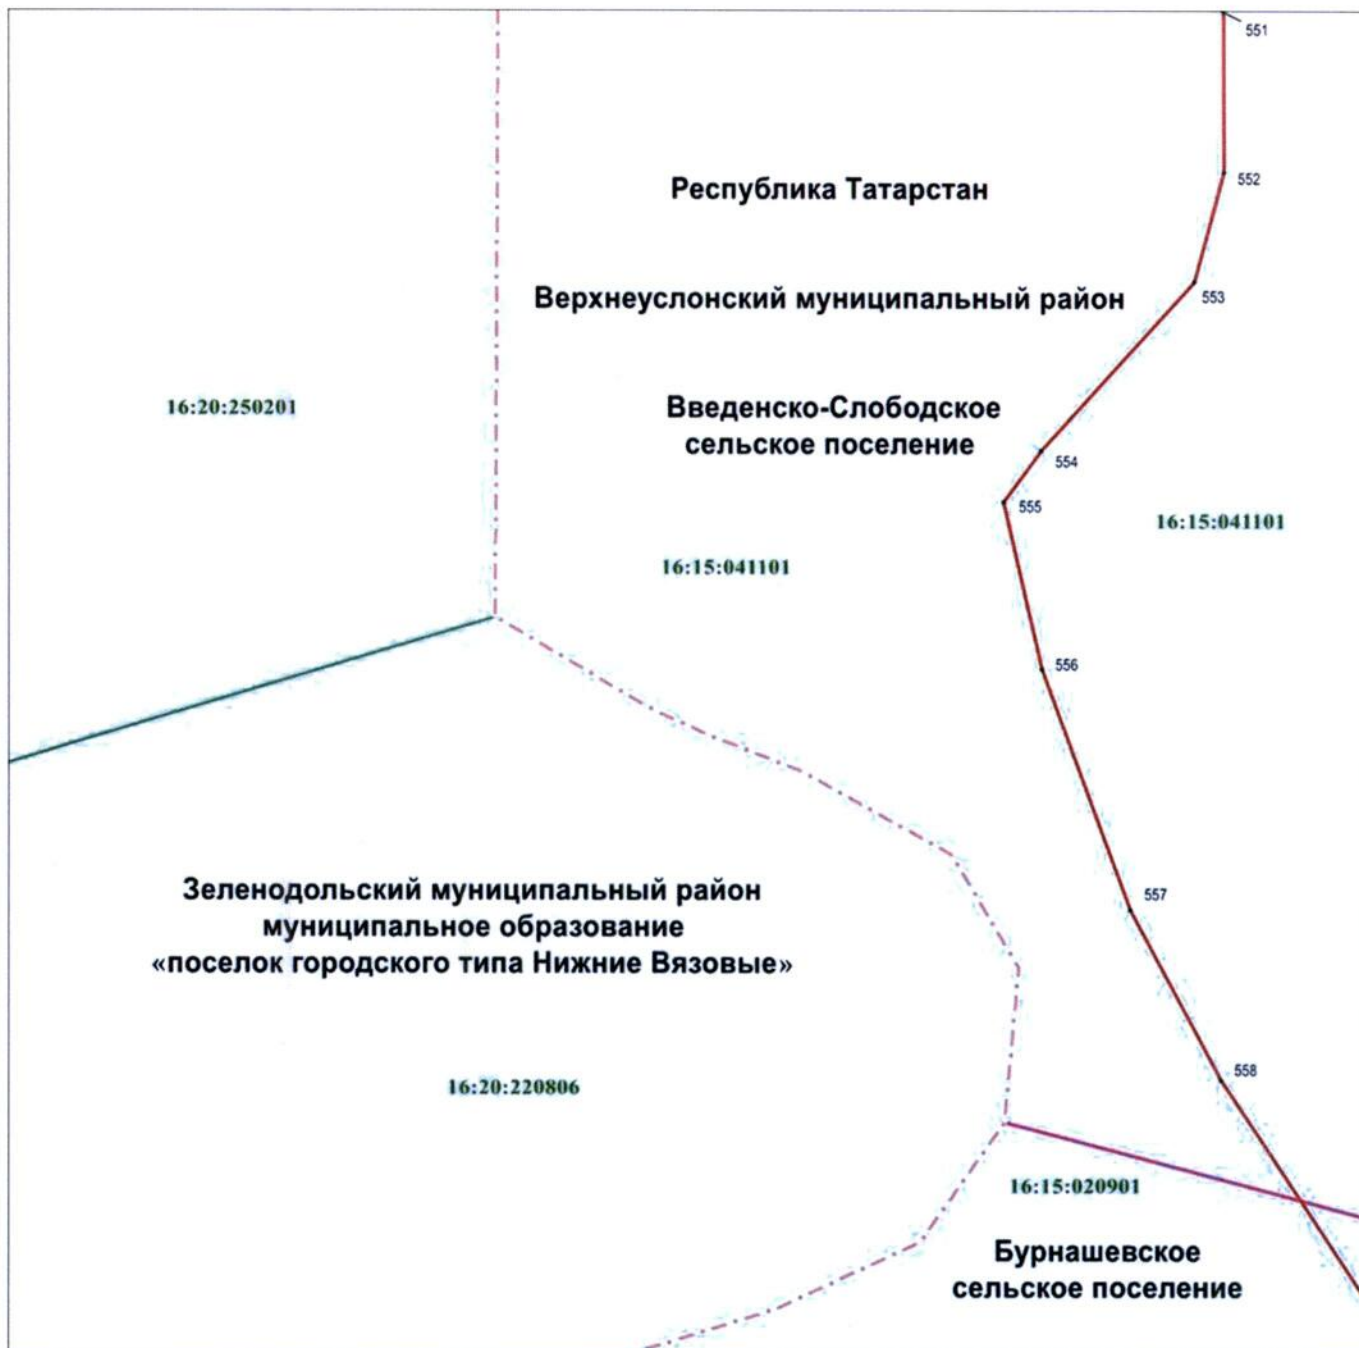 551
Республика Татарстан
552
Верхнеуслонский муниципальный район
553
16:20:250201
Введенско-Слободское
сельское поселение
554
555
16:15:041101
16:15:041101
556
Зеленодольский муниципальный район
муниципальное образование
«поселок городского типа Нижние Вязовые»
557
558
16:20:220806
16:15:020901
Бурнашевское
сельское поселение